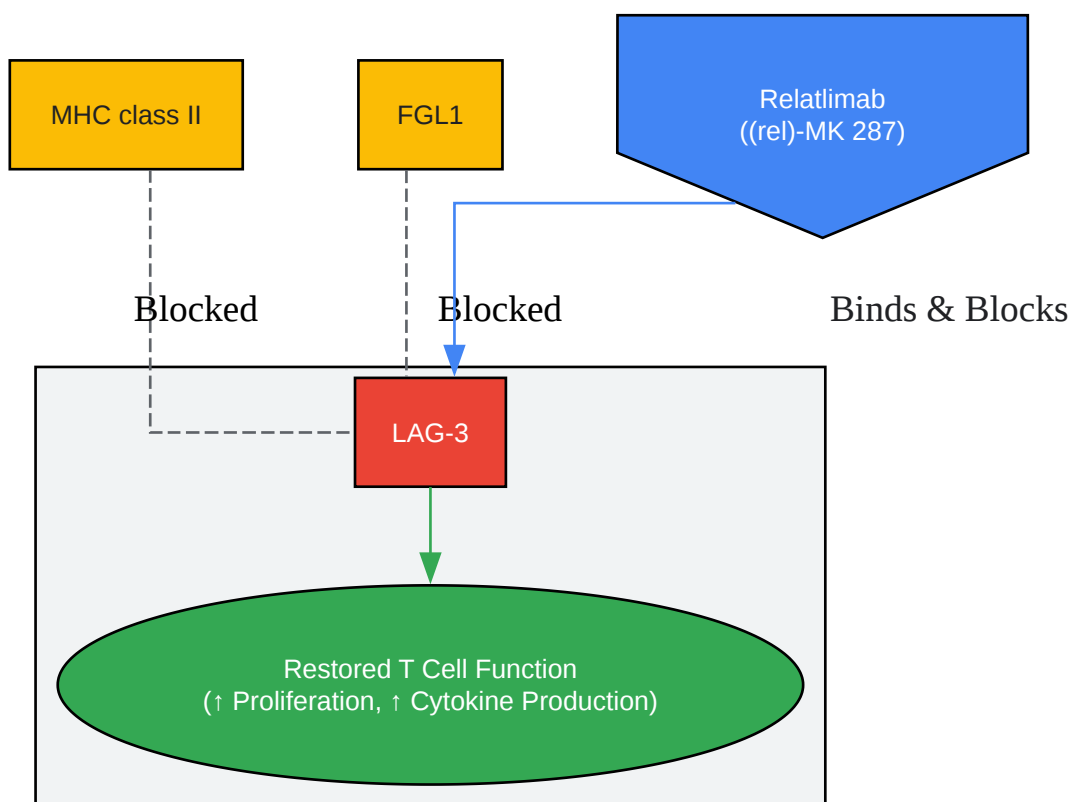 MHC class II
FGL1
Relatlimab
((rel)-MK 287)
Blocked
Blocked
Binds & Blocks
LAG-3
Restored T Cell Function
(↑ Proliferation, ↑ Cytokine Production)